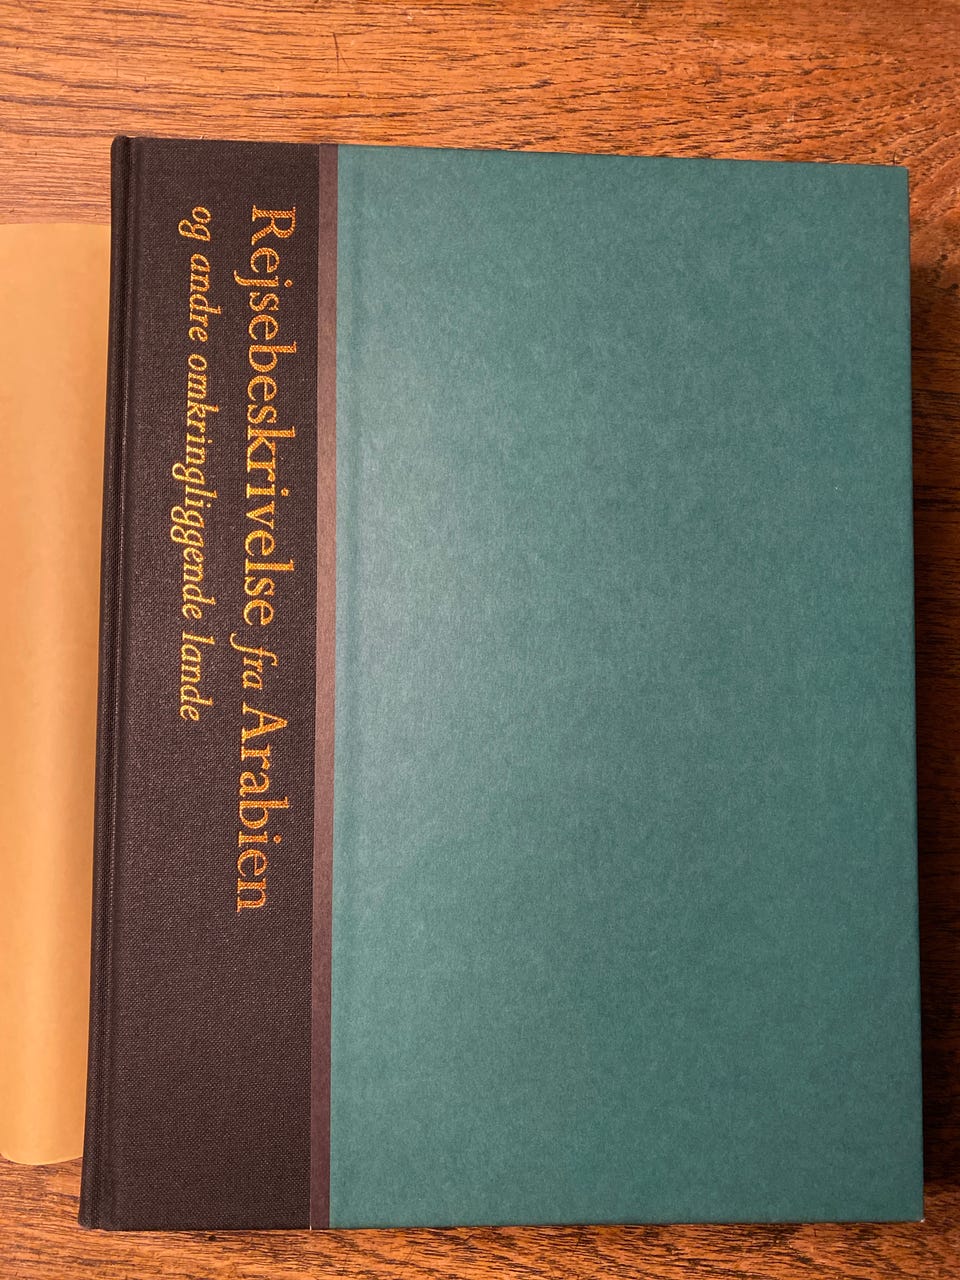 Rejsebeskrivelse fra Arabien
og andre omkringliggende lande